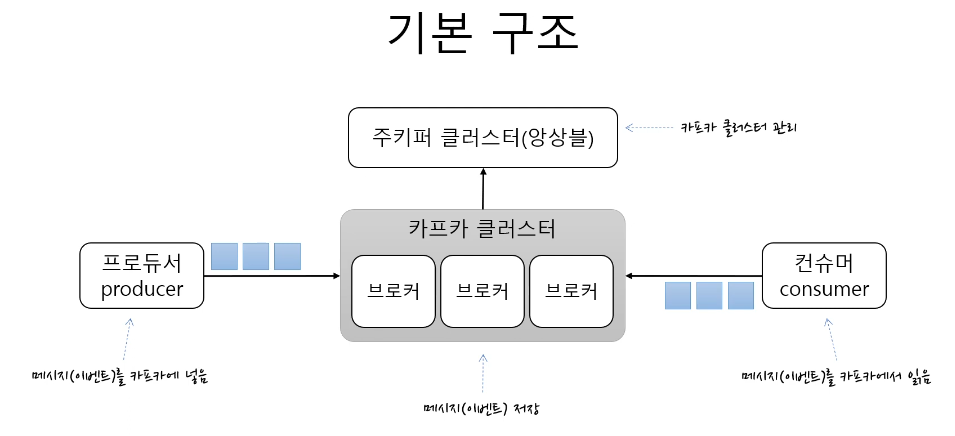 기본 구조
주키퍼 클러스터(앙상블)
카프카 클러스터 관리
카프카 클러스터
프로듀서
producer
브로커
브로커
브로커
컨슈머
consumer
메시지(이벤트)를 카프카에 넣음
메시지(이벤트)를 카프카에서 읽음
메시지(이벤트) 저장